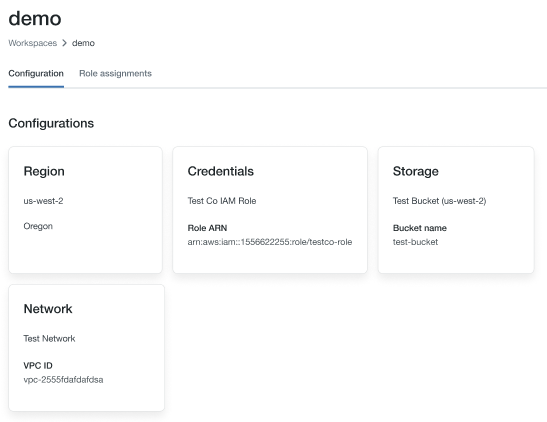 demo
Workspaces > demo
Configuration Role assignments
Configurations
Region
us-west-2
Oregon
Credentials
Test Co IAM Role
Role ARN
arn:aws:iam::1556622255:role/testco-role
Storage
Test Bucket (us-west-2)
Bucket name
test-bucket
Network
Test Network
VPC ID
vpc-2555fdafdafdsa